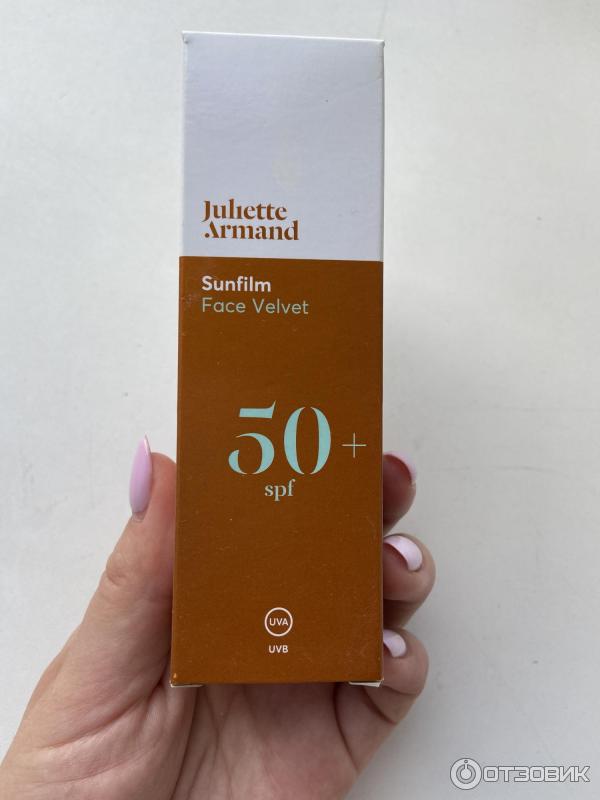 Juliette
Armand
Sunfilm
Face Velvet
50+
spf
UVA
UVB
ОТЗОВИК